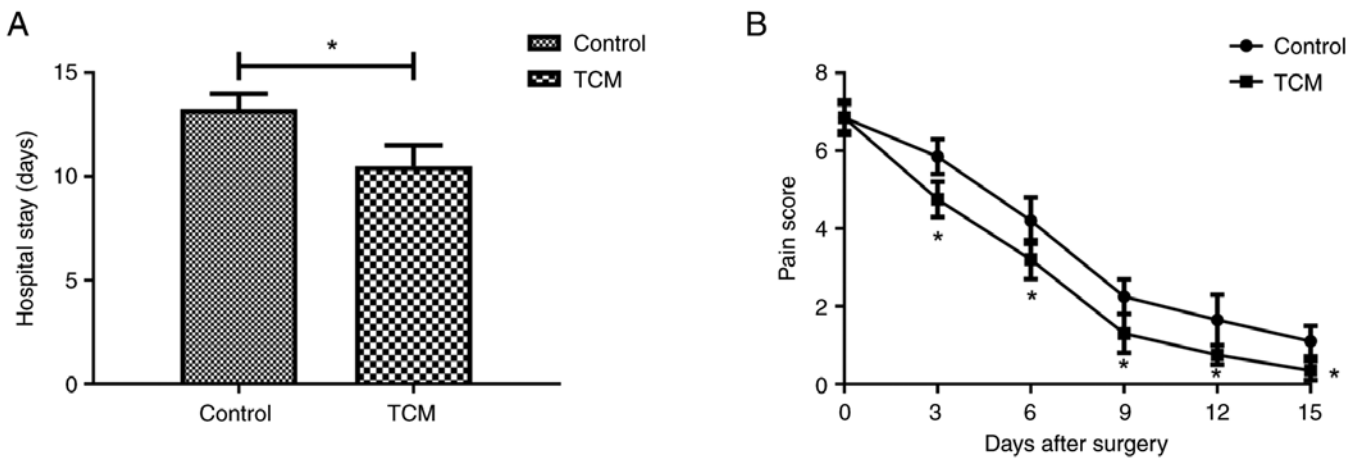 A
*
Control
TCM
15
10
5
0
Hospital stay (days)
Control TCM
B
Control
TCM
8
6
4
2
0
Pain score
* * * * *
0 3 6 9 12 15
Days after surgery